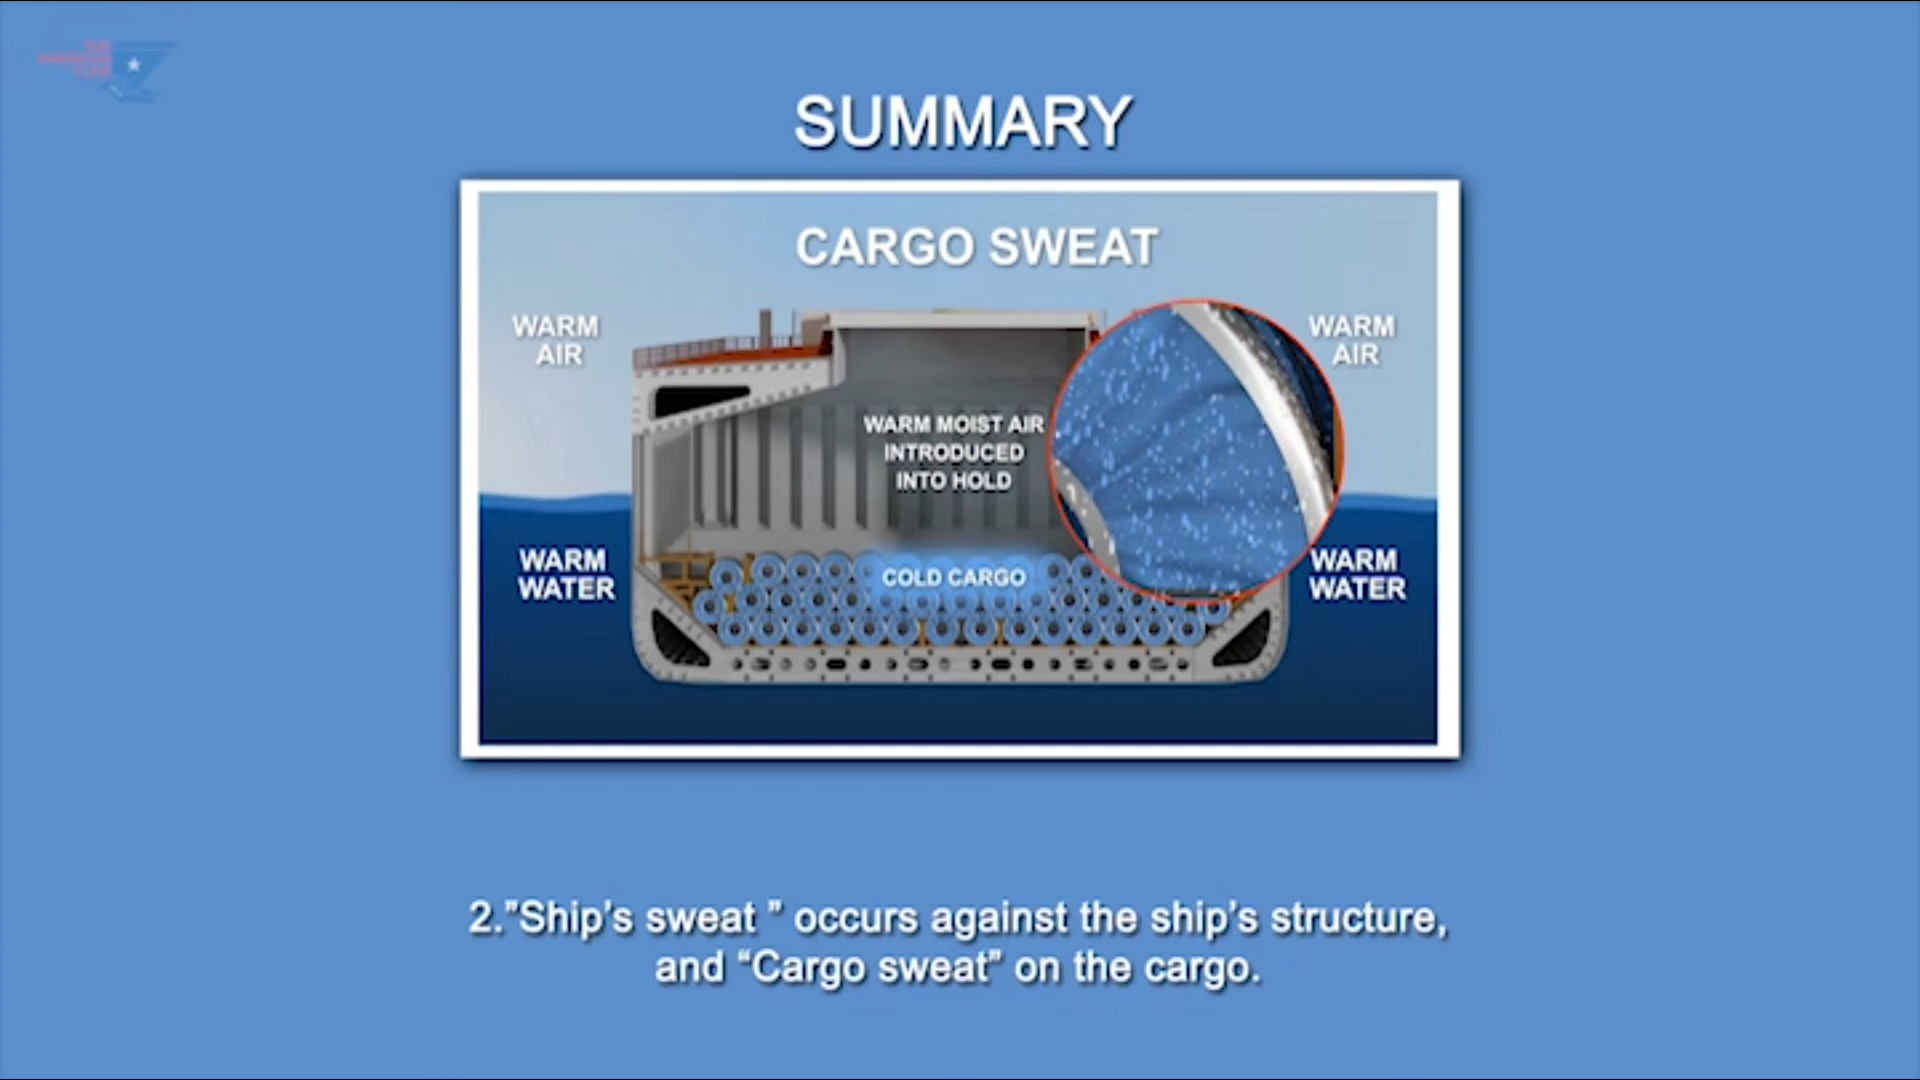 SUMMARY
CARGO SWEAT
WARM
AIR
WARM
AIR
WARM MOIST AIR
INTRODUCED
INTO HOLD
WARM
WATER
COLD CARGO
WARM
WATER
2.”Ship’s sweat ” occurs against the ship’s structure,
and “Cargo sweat” on the cargo.